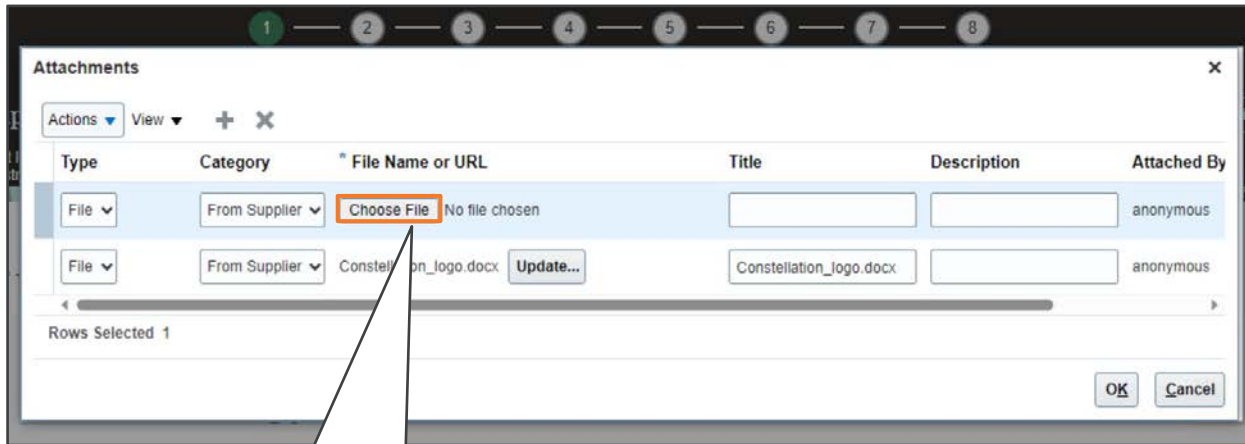 1 2 3 4 5 6 7 8
Attachments
Actions View
Type Category * File Name or URL Title Description Attached By
File From Supplier Choose File No file chosen anonymous
File From Supplier Constell on_logo.docx Update... Constellation_logo.docx anonymous
Rows Selected 1
OK Cancel